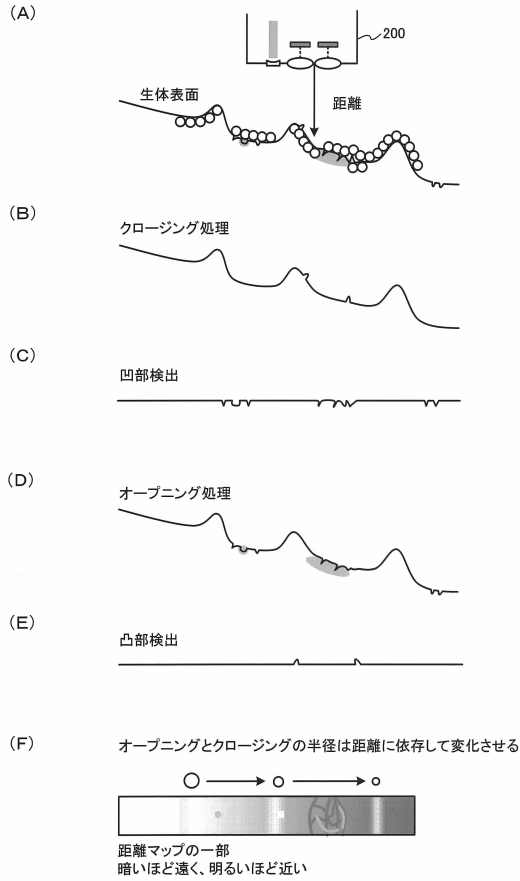 (A)
200
生体表面
距離
(B)
クロージング処理
(C)
凹部検出
(D)
オープニング処理
(E)
凸部検出
(F)
オープニングとクロージングの半径は距離に依存して変化させる
距離マップの一部
暗いほど遠く、明るいほど近い